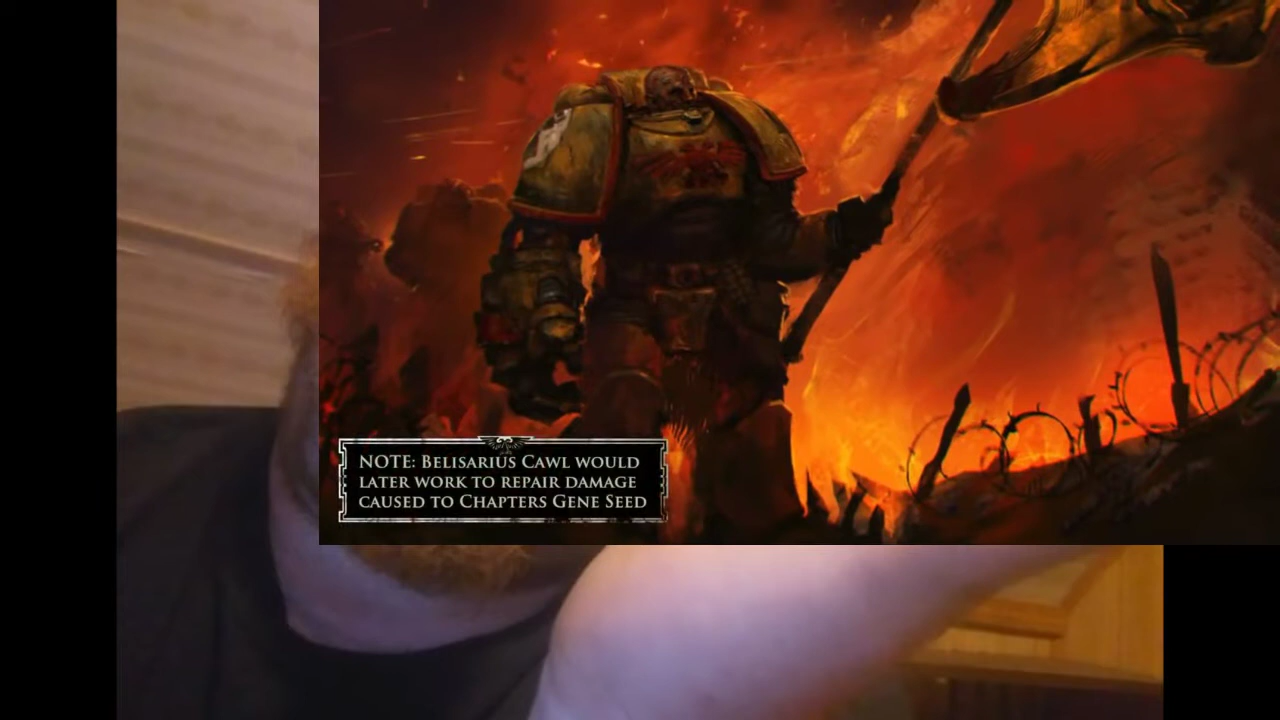 NOTE: Belisarius Cawl would
later work to repair damage
caused to Chapters Gene Seed